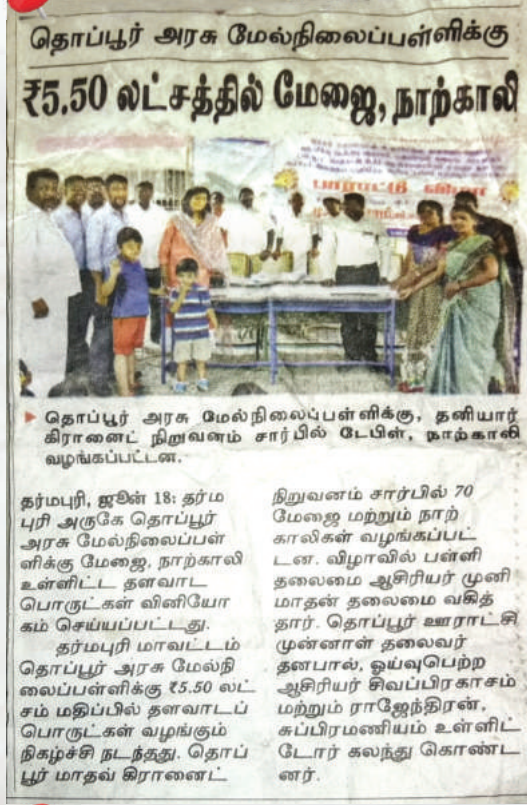 தொப்பூர் அரசு மேல்நிலைப்பள்ளிக்கு
₹5.50 லட்சத்தில் மேஜை, நாற்காலி
பாராட்டு விழா
தொப்பூர் அரசு மேல்நிலைப்பள்ளிக்கு, தனியார்
கிரானைட் நிறுவனம் சார்பில் டேபிள், நாற்காலி
வழங்கப்பட்டன.
தர்மபுரி, ஜூன் 18: தர்ம
புரி அருகே தொப்பூர்
அரசு மேல்நிலைப்பள்
ளிக்கு மேஜை, நாற்காலி
உள்ளிட்ட தளவாட
பொருட்கள் வினியோ
கம் செய்யப்பட்டது.
தர்மபுரி மாவட்டம்
தொப்பூர் அரசு மேல்நி
லைப்பள்ளிக்கு ₹5.50 லட்
சம் மதிப்பில் தளவாடப்
பொருட்கள் வழங்கும்
நிகழ்ச்சி நடந்தது. தொப்
பூர் மாதவ் கிரானைட்
நிறுவனம் சார்பில் 70
மேஜை மற்றும் நாற்
காலிகள் வழங்கப்பட்
டன. விழாவில் பள்ளி
தலைமை ஆசிரியர் முனி
மாதன் தலைமை வகித்
தார். தொப்பூர் ஊராட்சி
முன்னாள் தலைவர்
தனபால், ஓய்வுபெற்ற
ஆசிரியர் சிவப்பிரகாசம்
மற்றும் ராஜேந்திரன்,
சுப்பிரமணியம் உள்ளிட்
டோர் கலந்து கொண்ட
னர்.